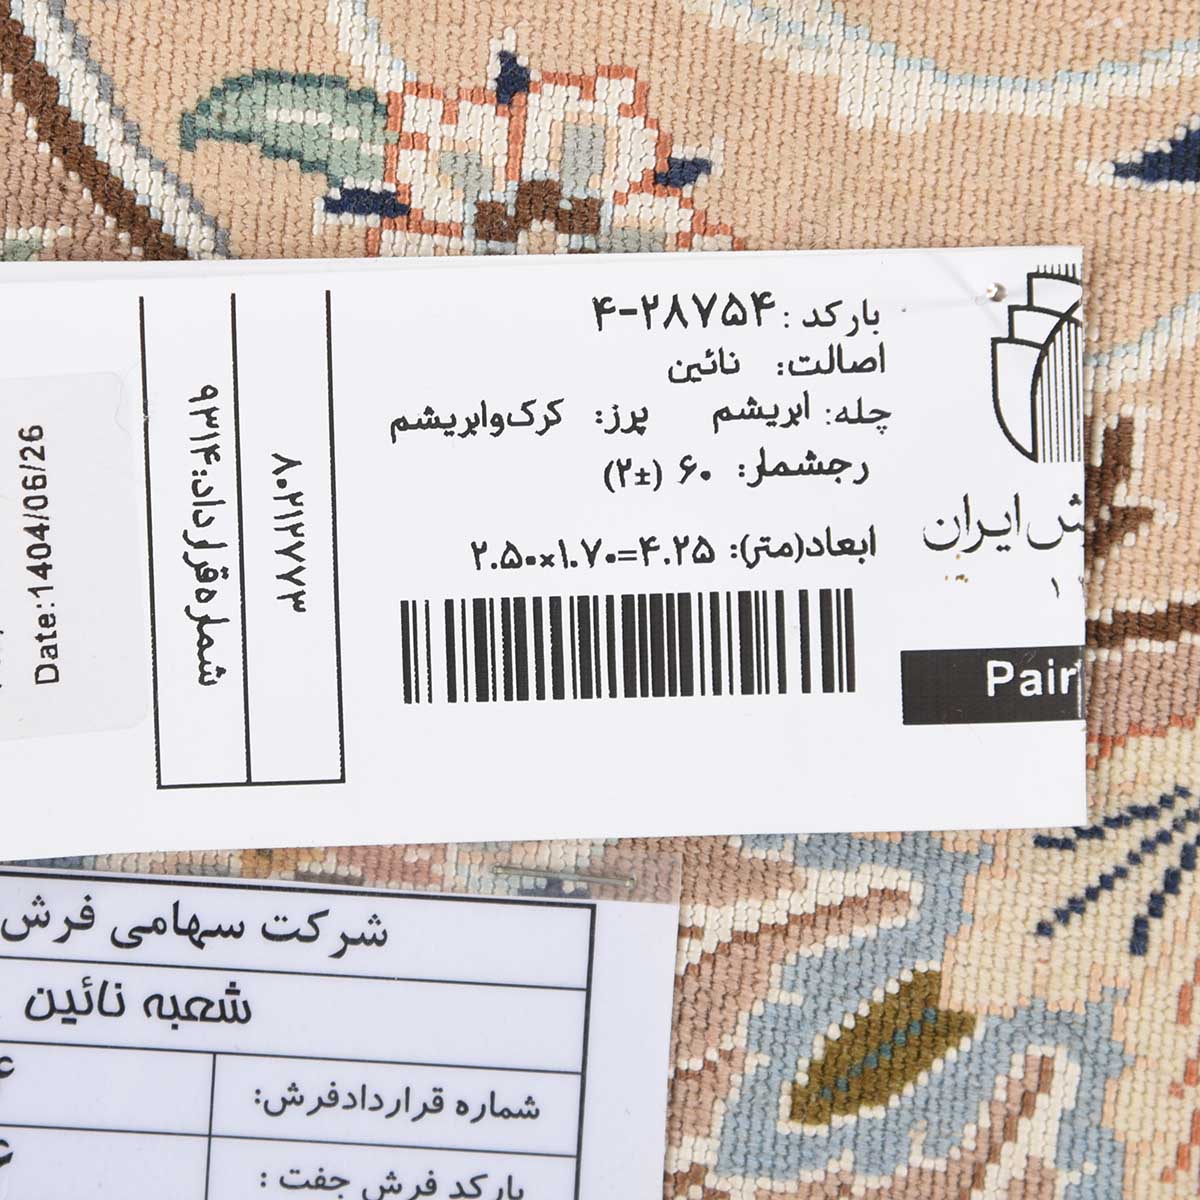 بارکد : ۴-۲۸۷۵۴
اصالت: نائین
چله: ابریشم پرز: کرک‌وابریشم
رجشمار: ۶۰ (±۲)
ابعاد(متر): ۲.۵۰×۱.۷۰=۴.۲۵
ش ایران
Pair
شماره قرارداد: ۹۳۱۴
۸۰۲۱۲۷۷۳
Date:1404/06/26
شرکت سهامی فرش
شعبه نائین
شماره قراردادفرش:
بارکد فرش جفت :